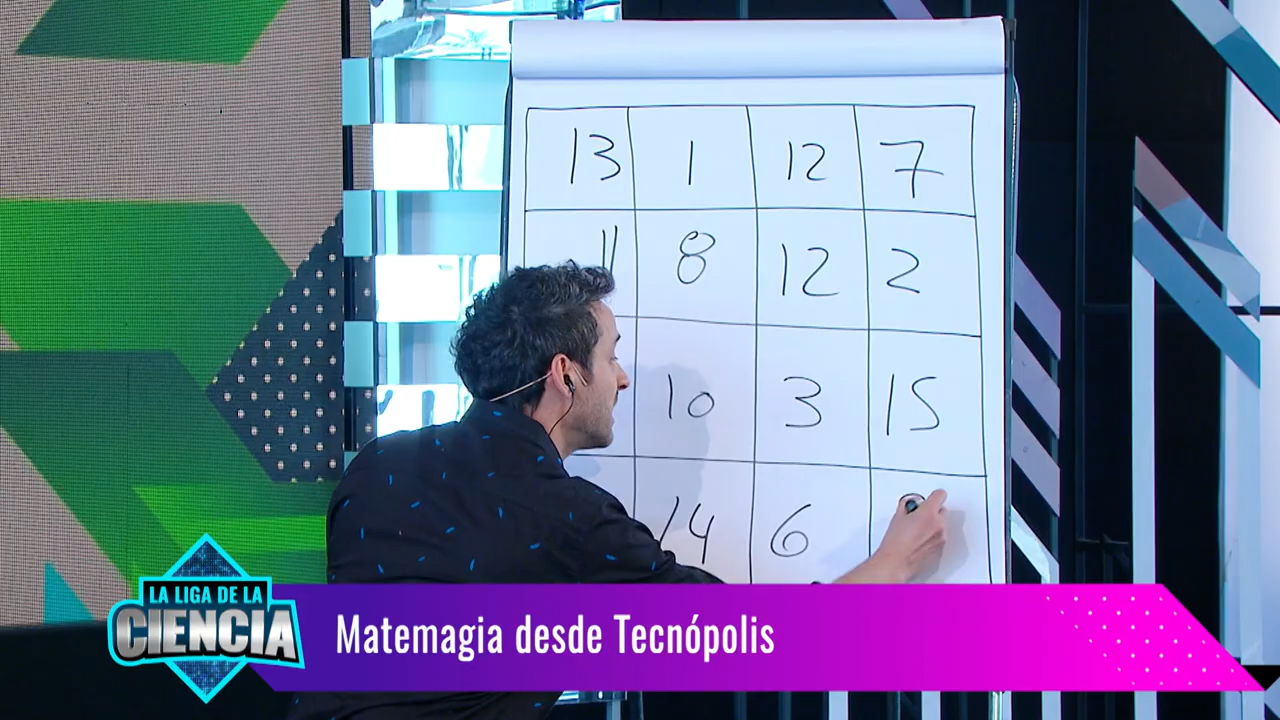 13 1 12 7
11 8 12 2
10 3 15
14 6
LA LIGA DE LA
CIENCIA
Matemagia desde Tecnópolis